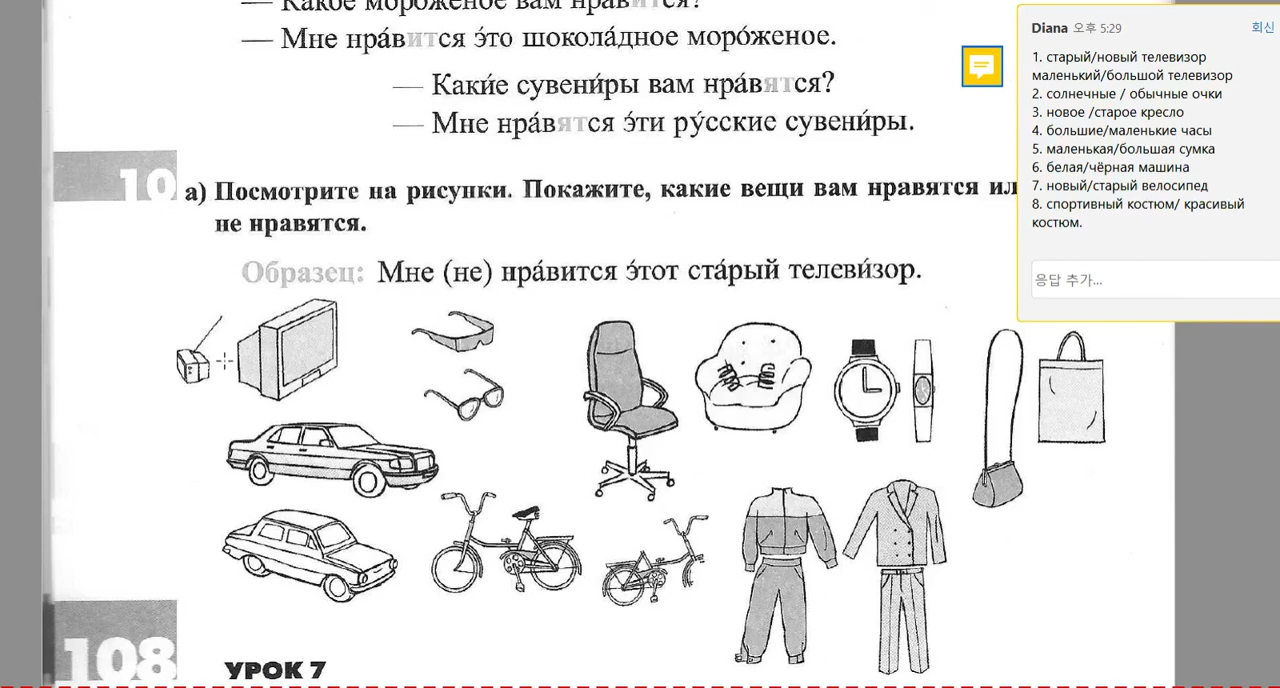 — Какое мороженое вам нравится?
— Мне нра́вится э́то шокола́дное моро́женое.
— Каки́е сувени́ры вам нра́вятся?
— Мне нра́вятся э́ти ру́сские сувени́ры.
10
а) Посмотрите на рисунки. Покажите, какие вещи вам нравятся или
не нравятся.
Образец: Мне (не) нра́вится э́тот ста́рый телеви́зор.
108
УРОК 7
Diana 오후 5:29
회신
1. старый/новый телевизор
маленький/большой телевизор
2. солнечные / обычные очки
3. новое /старое кресло
4. большие/маленькие часы
5. маленькая/большая сумка
6. белая/чёрная машина
7. новый/старый велосипед
8. спортивный костюм/ красивый
костюм.
응답 추가...